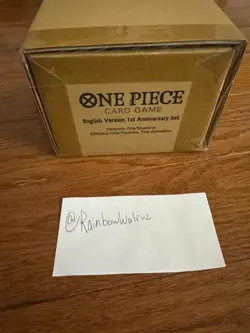 ONE PIECE
CARD GAME
English Version 1st Anniversary Set
@RainbowWalruz